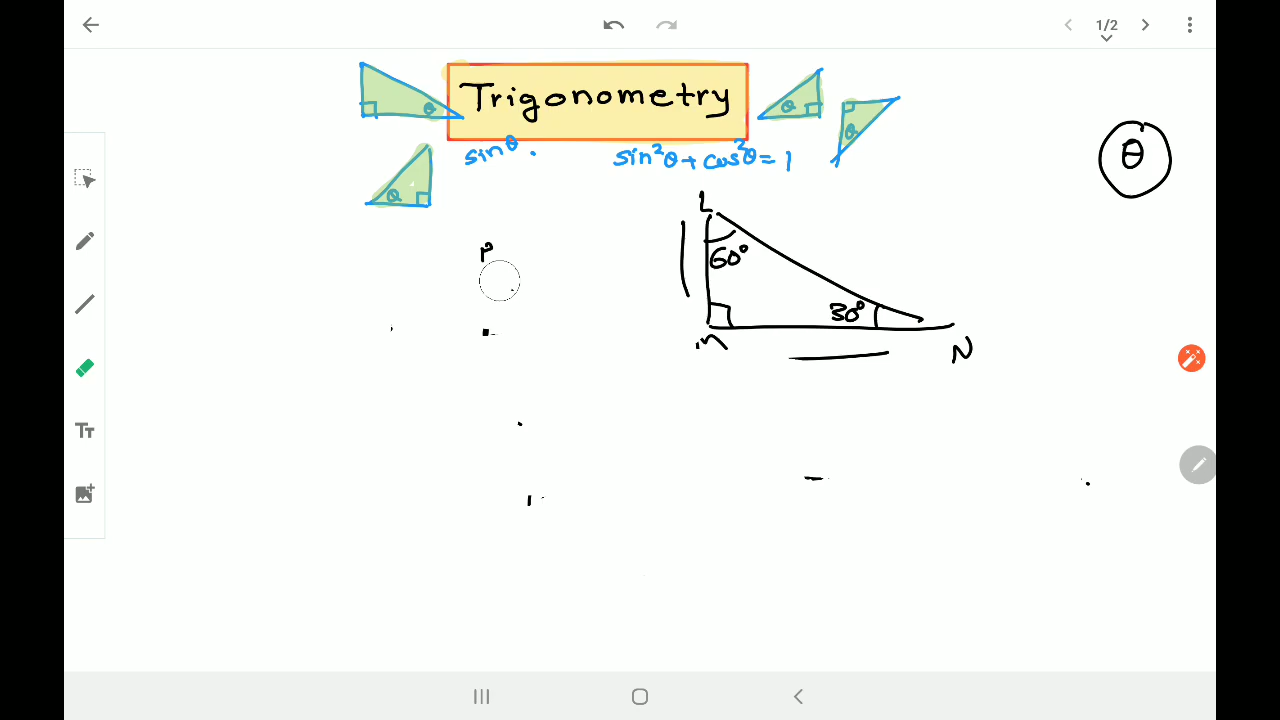 1/2
Trigonometry
θ θ θ
sinθ. sin²θ + cos²θ = 1
θ
θ
L
60°
P
30°
m N
Tт